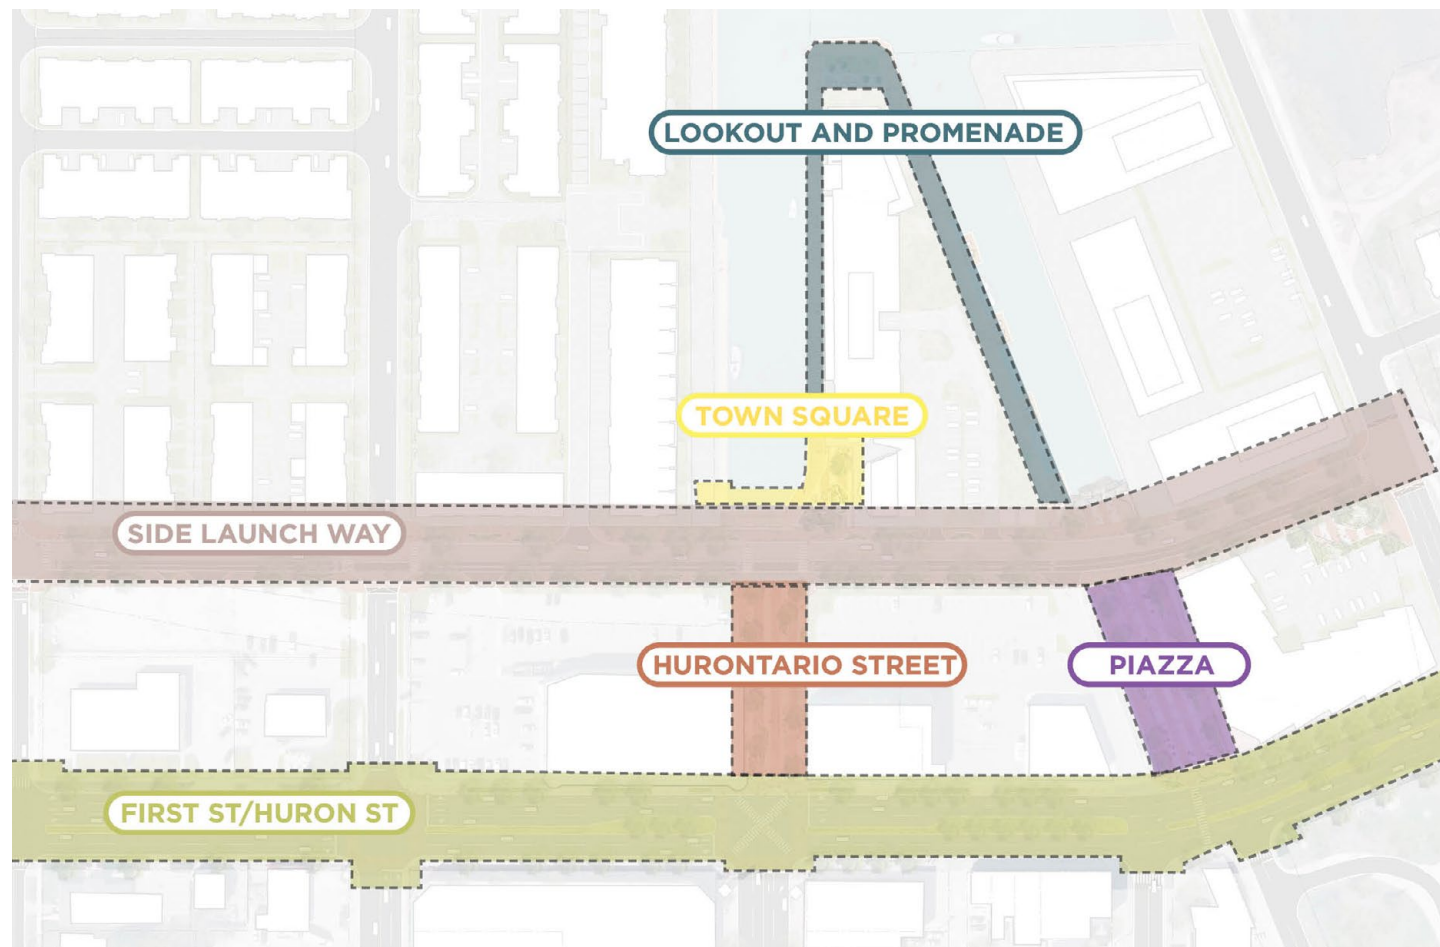 LOOKOUT AND PROMENADE
TOWN SQUARE
SIDE LAUNCH WAY
HURONTARIO STREET
PIAZZA
FIRST ST/HURON ST